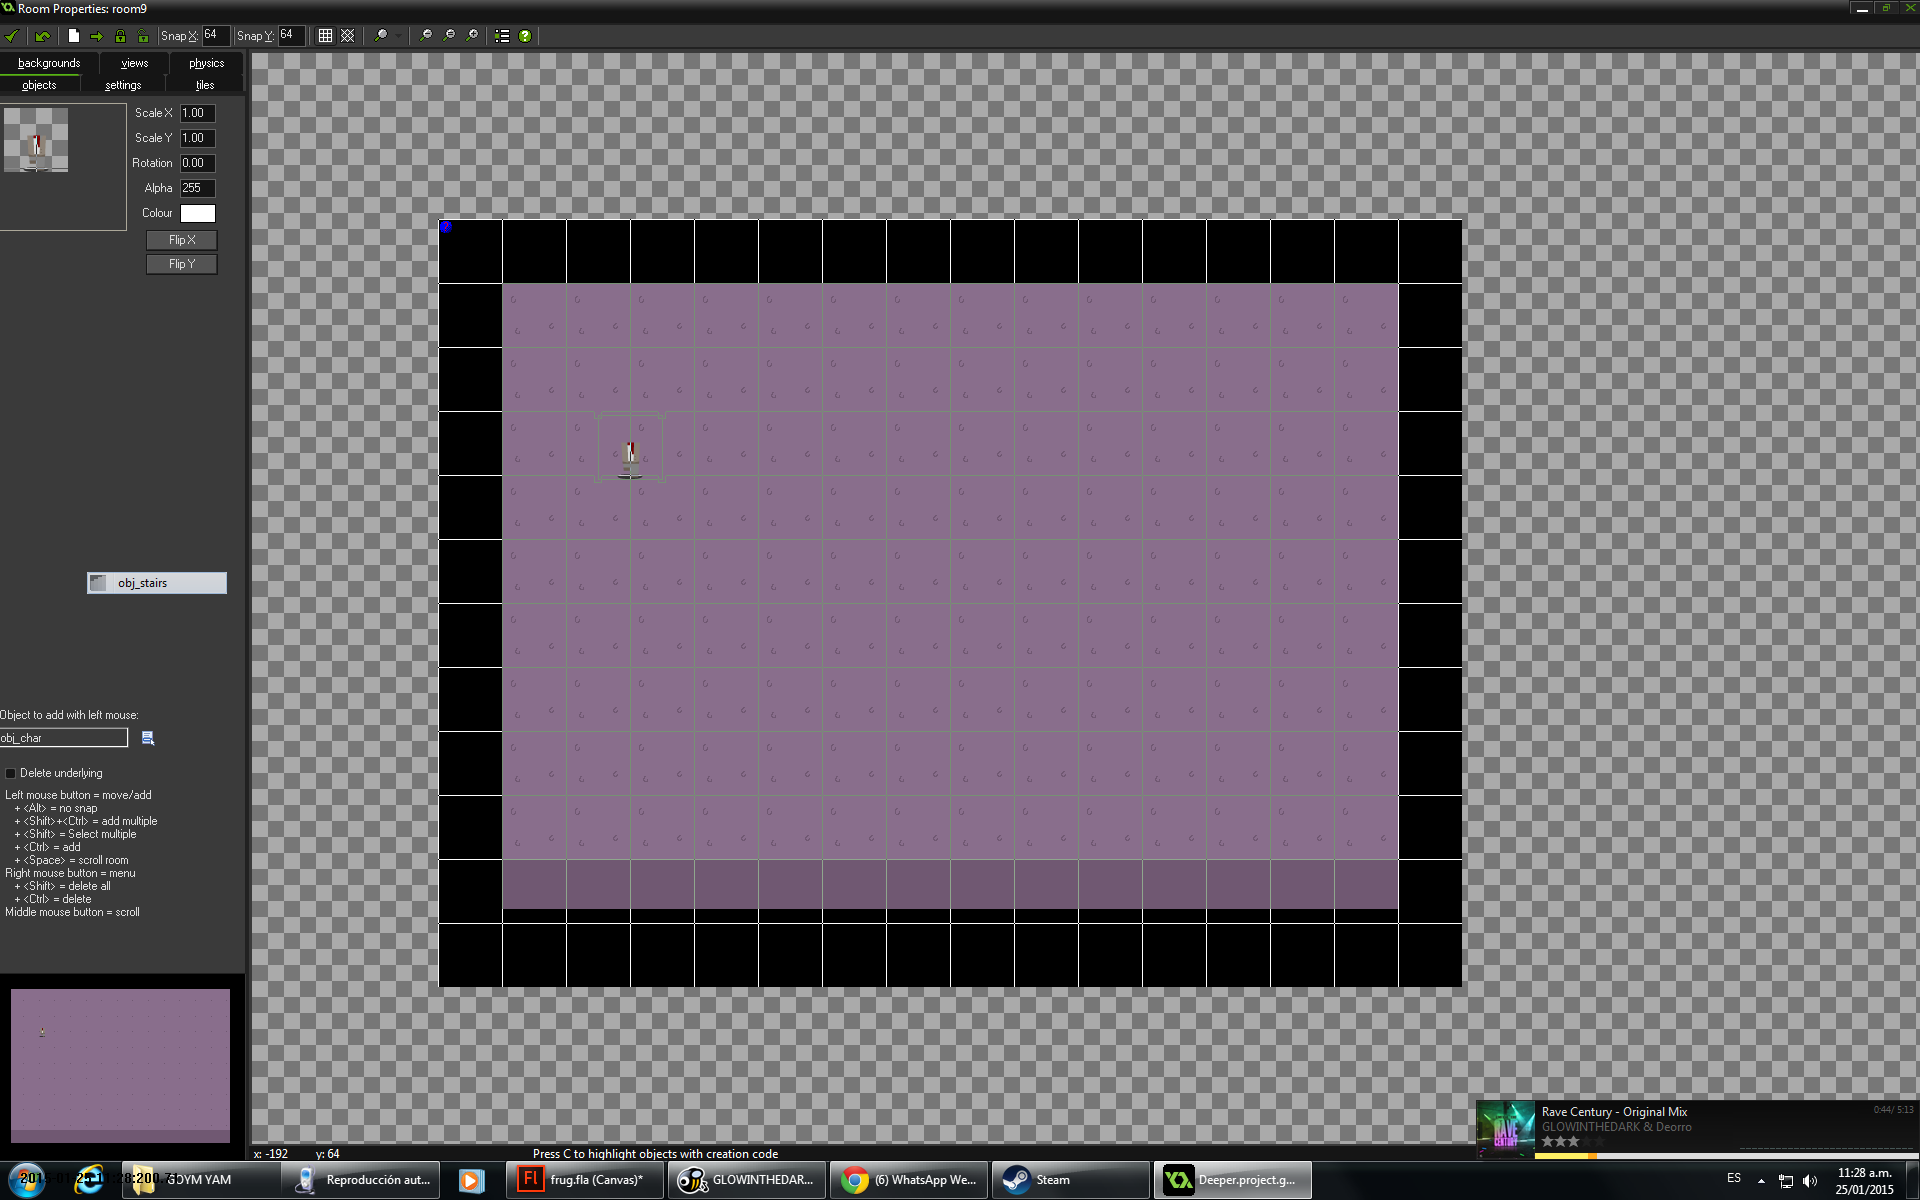 Room Properties: room9
Snap X: 64 Snap Y: 64
backgrounds views physics
objects settings tiles
Scale X 1.00
Scale Y 1.00
Rotation 0.00
Alpha 255
Colour
Flip X
Flip Y
obj_stairs
Object to add with left mouse:
obj_char
Delete underlying
Left mouse button = move/add
+ <Alt> = no snap
+ <Shift>+<Ctrl> = add multiple
+ <Shift> = Select multiple
+ <Ctrl> = add
+ <Space> = scroll room
Right mouse button = menu
+ <Shift> = delete all
+ <Ctrl> = delete
Middle mouse button = scroll
x: -192 y: 64 Press C to highlight objects with creation code
Rave Century - Original Mix 0:44/ 5:13
GLOWINTHEDARK & Deorro
RAVE
CENTURY
YAM Reproducción aut... Fl frug.fla (Canvas)* GLOWINTHEDAR... (6) WhatsApp We... Steam Deeper.project.g... ES 11:28 a.m.
25/01/2015